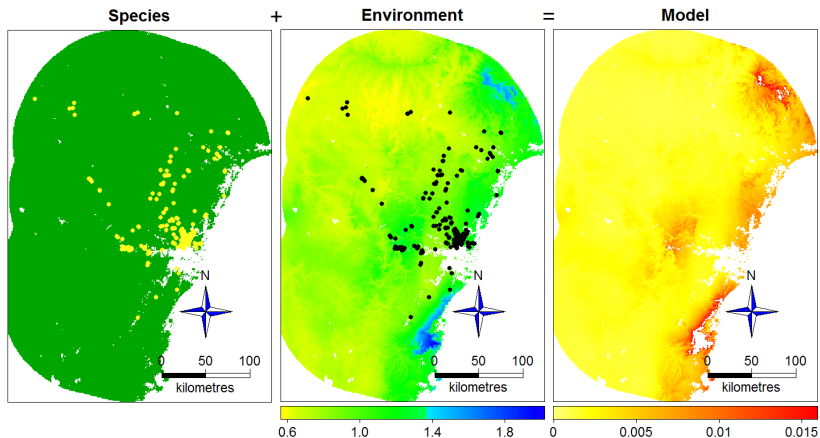 Species + Environment = Model
N N N
0 50 100 0 50 100 0 50 100
kilometres kilometres kilometres
0.6 1.0 1.4 1.8 0 0.005 0.01 0.015